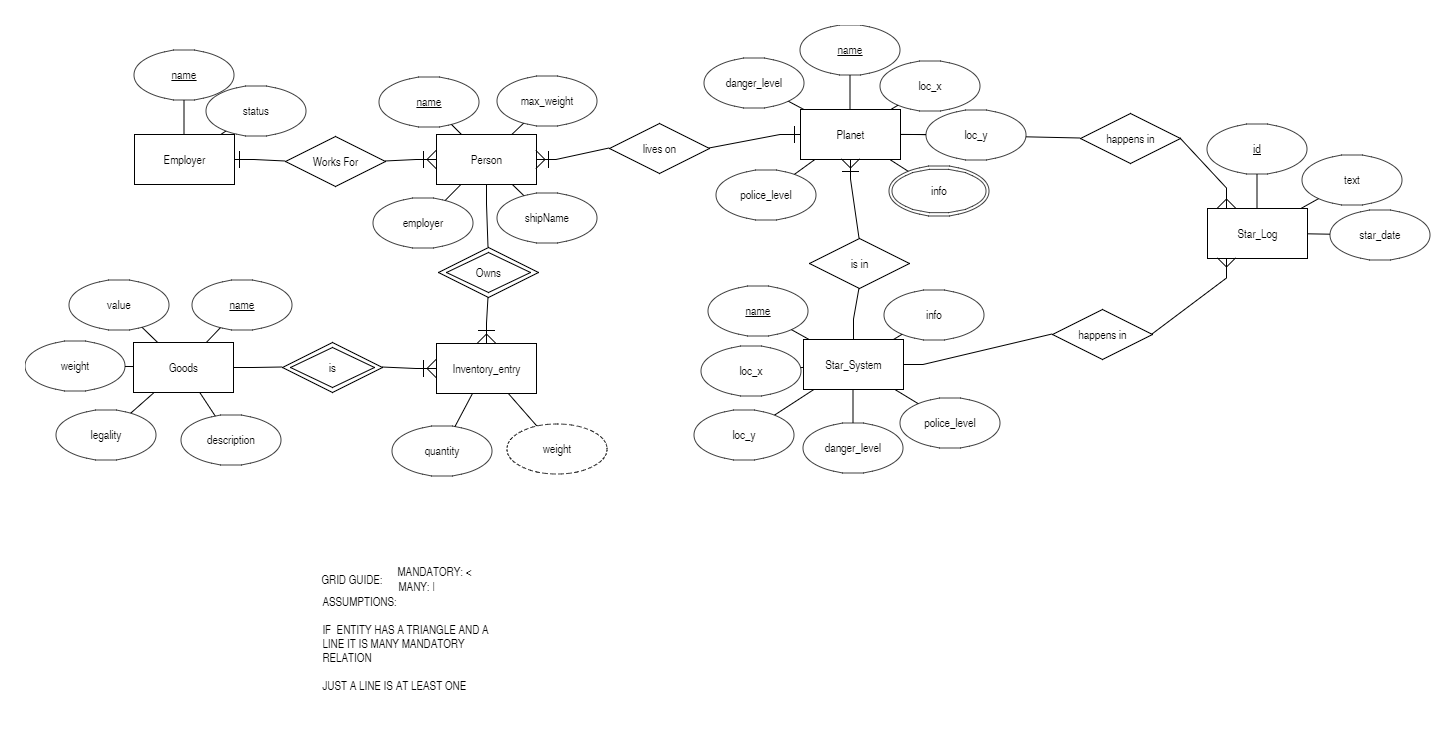 name
name
status
name
max_weight
danger_level
loc_x
Employer
Works For
Person
lives on
Planet
loc_y
happens in
id
text
employer
shipName
police_level
info
Star_Log
star_date
Owns
is in
value
name
name
info
weight
Goods
is
Inventory_entry
loc_x
Star_System
happens in
legality
description
quantity
weight
loc_y
danger_level
police_level
GRID GUIDE:
MANDATORY: <
MANY: |
ASSUMPTIONS:
IF ENTITY HAS A TRIANGLE AND A
LINE IT IS MANY MANDATORY
RELATION
JUST A LINE IS AT LEAST ONE